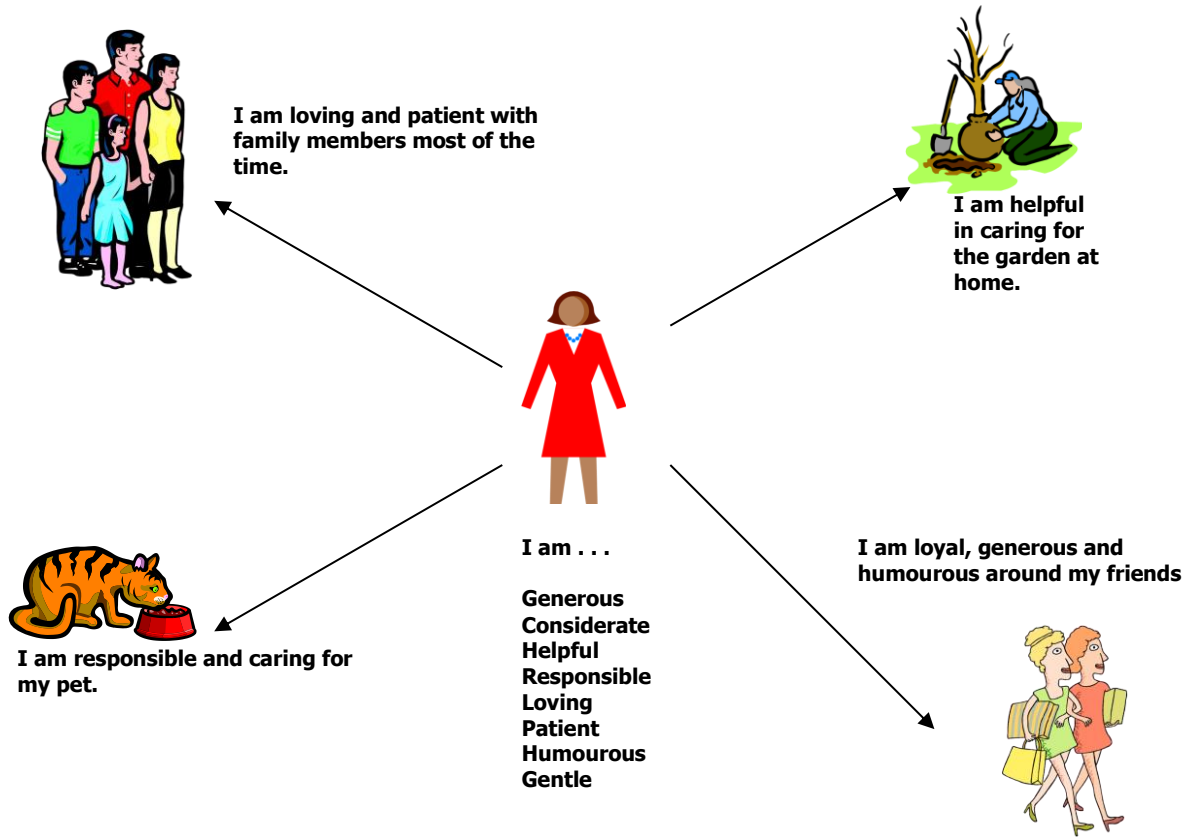 I am loving and patient with
family members most of the
time.
I am helpful
in caring for
the garden at
home.
I am . . .
Generous
Considerate
Helpful
Responsible
Loving
Patient
Humourous
Gentle
I am responsible and caring for
my pet.
I am loyal, generous and
humourous around my friends